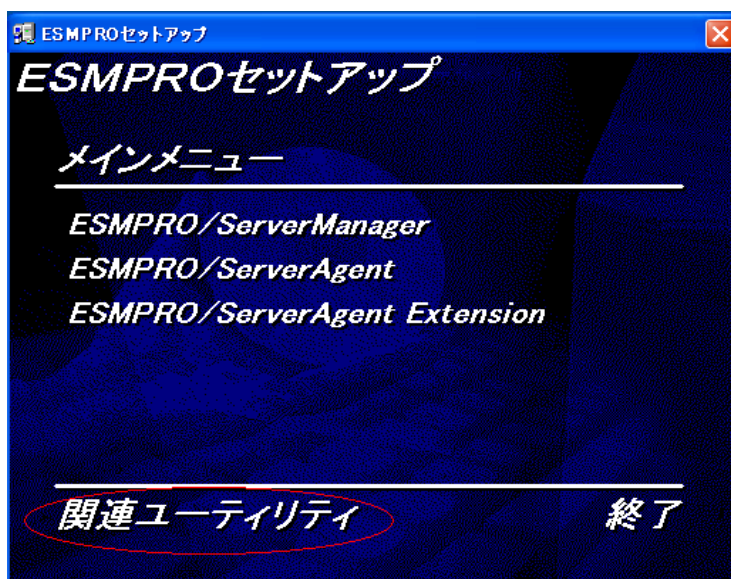 ESMPROセットアップ
ESMPROセットアップ
メインメニュー
ESMPRO/ServerManager
ESMPRO/ServerAgent
ESMPRO/ServerAgent Extension
関連ユーティリティ 終了